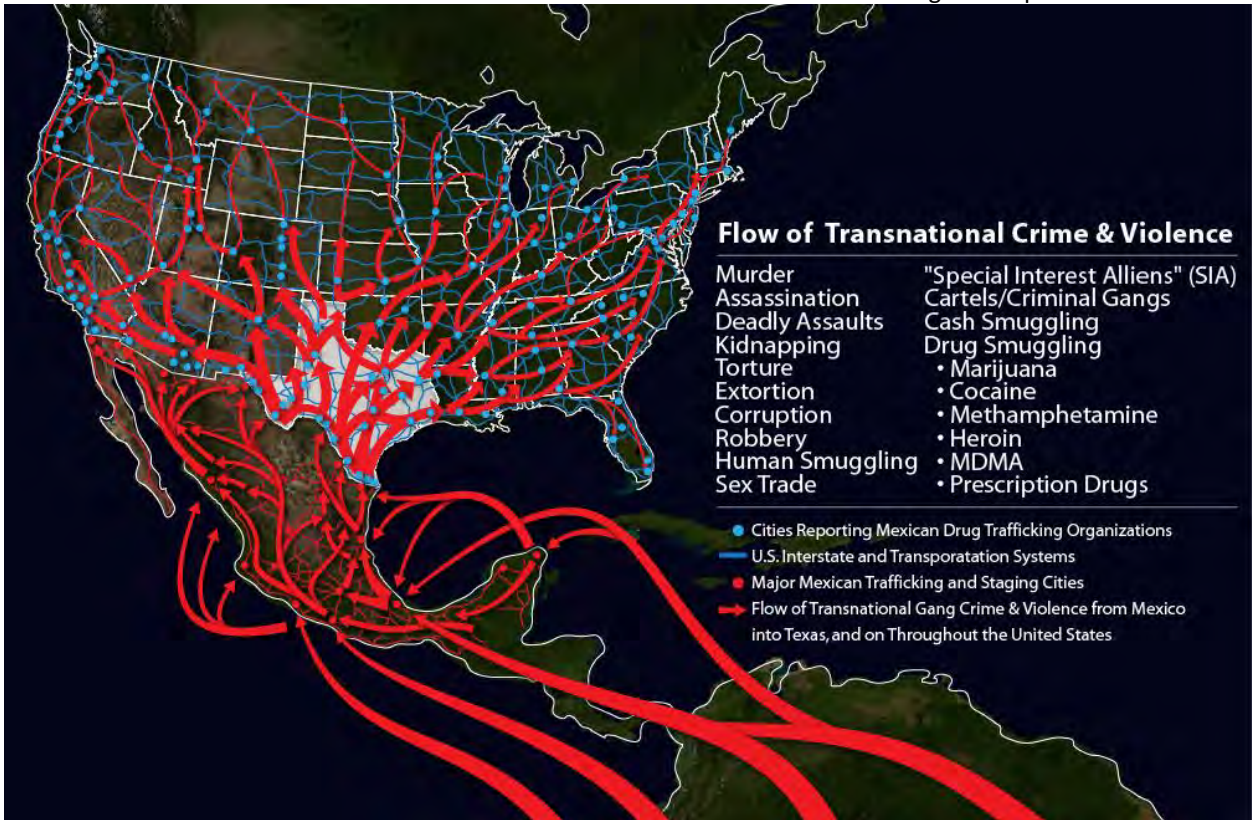 Flow of Transnational Crime & Violence
Murder
Assassination
Deadly Assaults
Kidnapping
Torture
Extortion
Corruption
Robbery
Human Smuggling
Sex Trade
"Special Interest Alliens" (SIA)
Cartels/Criminal Gangs
Cash Smuggling
Drug Smuggling
• Marijuana
• Cocaine
• Methamphetamine
• Heroin
• MDMA
• Prescription Drugs
Cities Reporting Mexican Drug Trafficking Organizations
U.S. Interstate and Transporatation Systems
Major Mexican Trafficking and Staging Cities
Flow of Transnational Gang Crime & Violence from Mexico
into Texas, and on Throughout the United States